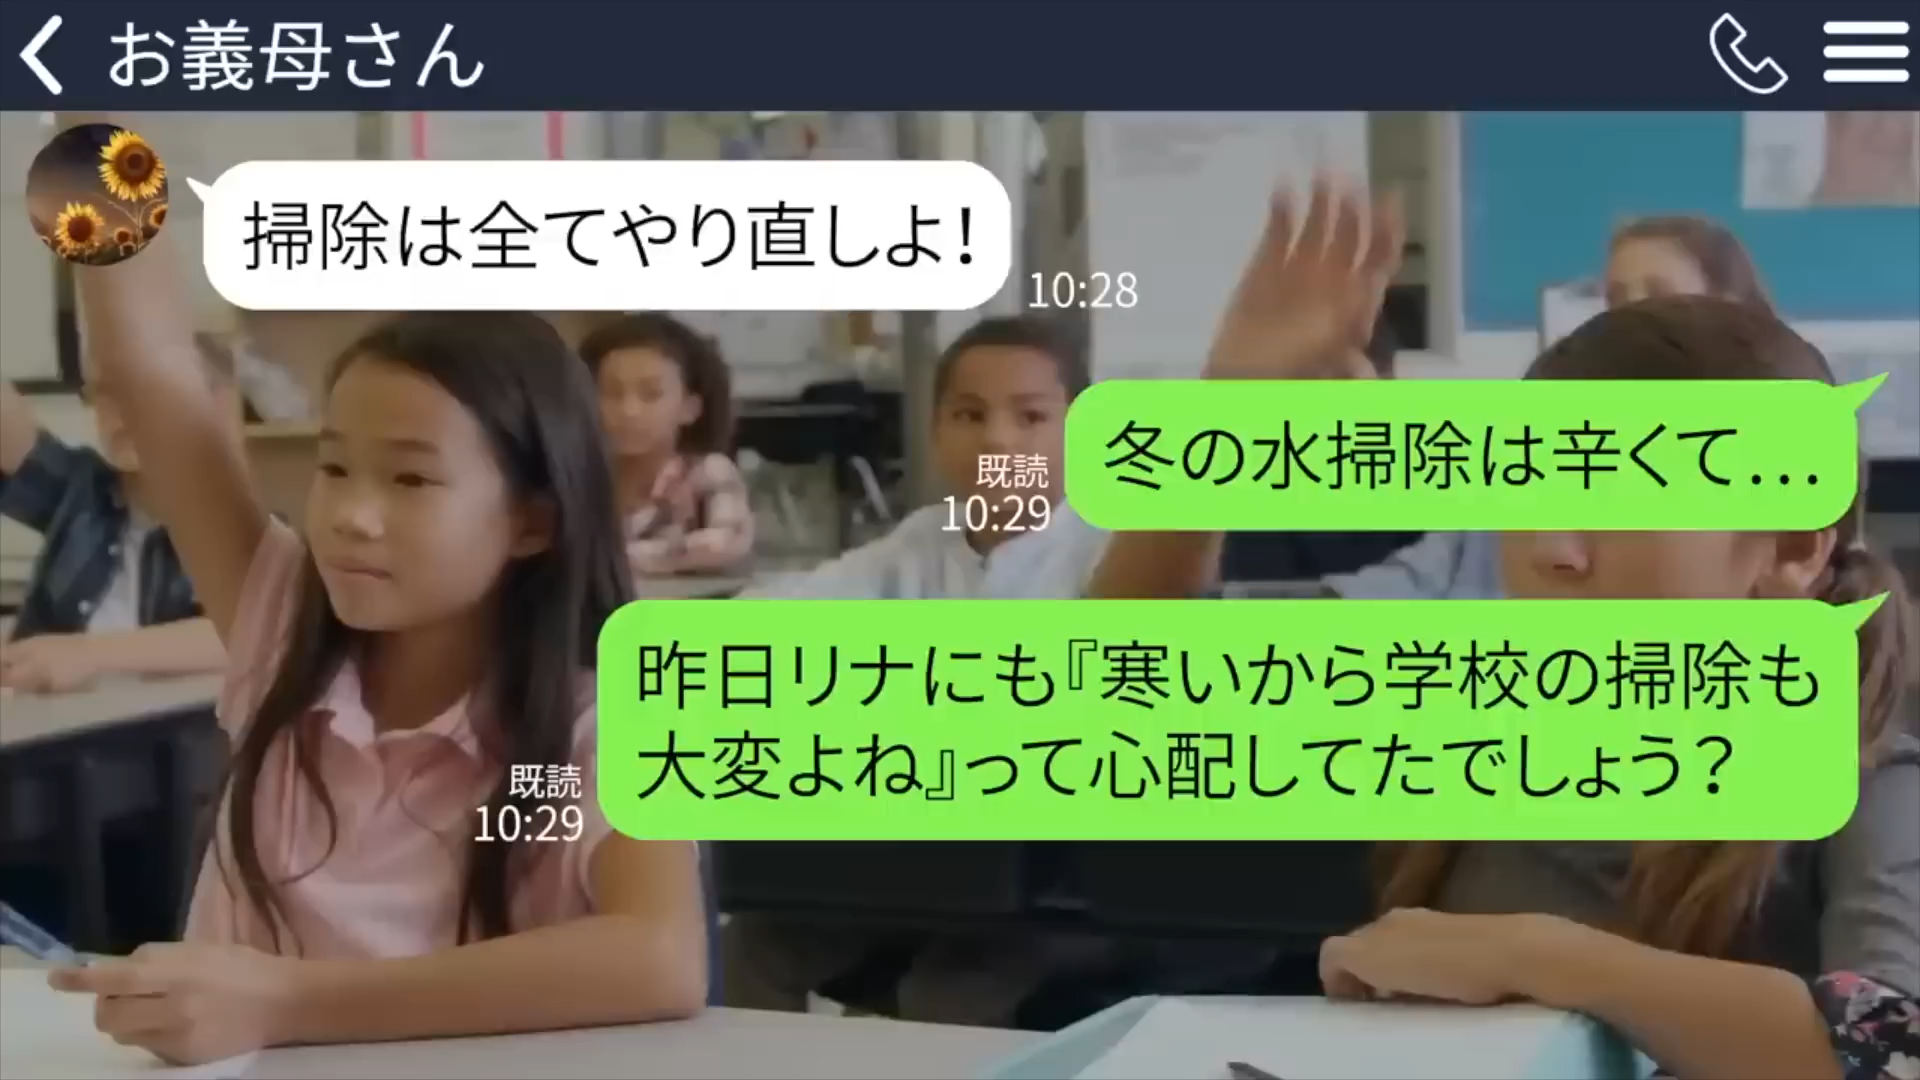 お義母さん
掃除は全てやり直しよ!
10:28
冬の水掃除は辛くて…
既読
10:29
昨日リナにも『寒いから学校の掃除も
大変よね』って心配してたでしょう?
既読
10:29